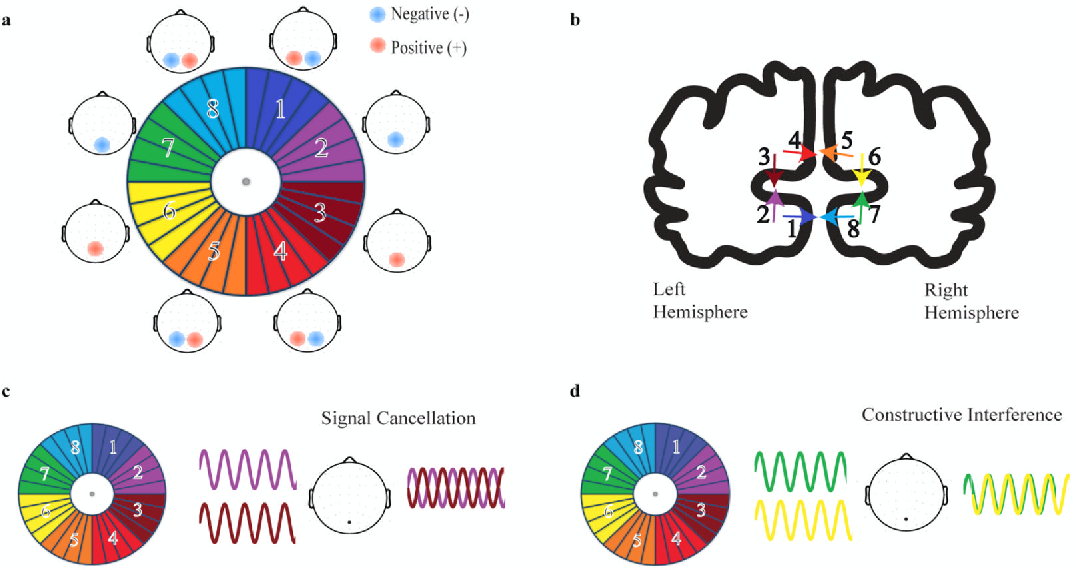 a
Negative (-)
Positive (+)
8 1
7 2
6 3
5 4
b
4 5
3 6
2 7
1 8
Left
Hemisphere
Right
Hemisphere
c
Signal Cancellation
8 1
7 2
6 3
5 4
d
Constructive Interference
8 1
7 2
6 3
5 4